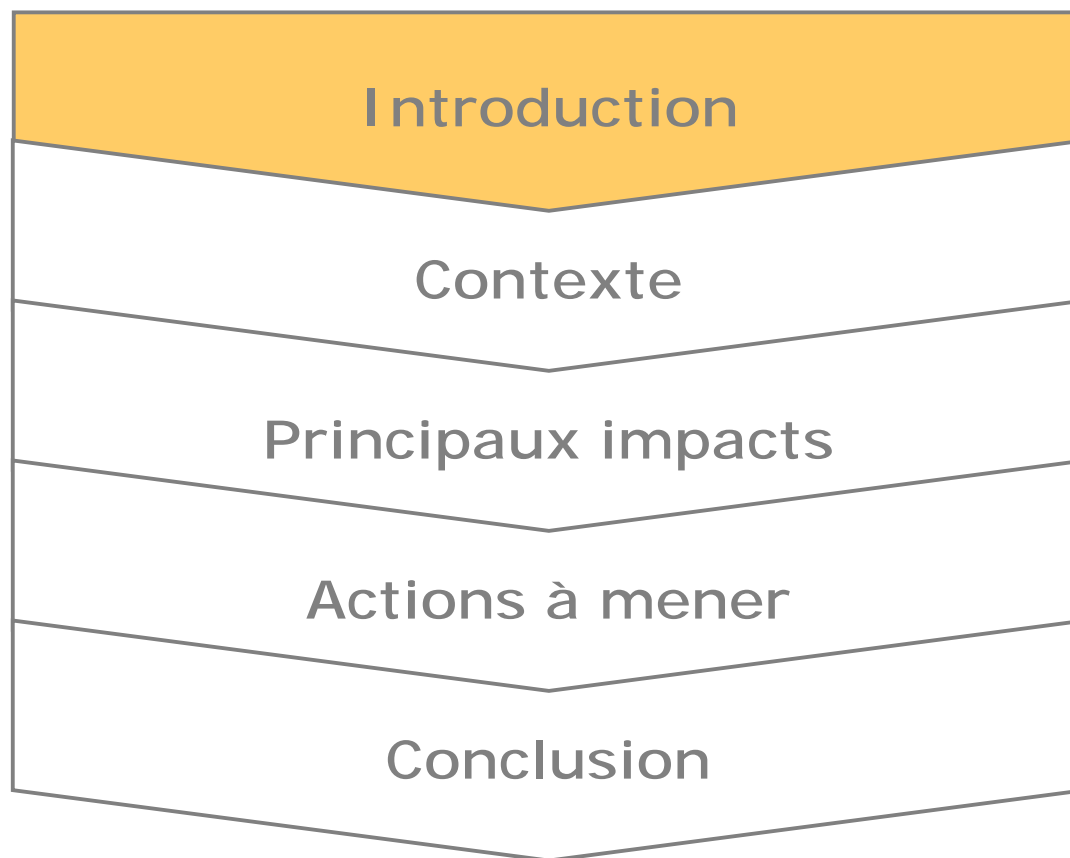 Introduction
Contexte
Principaux impacts
Actions à mener
Conclusion